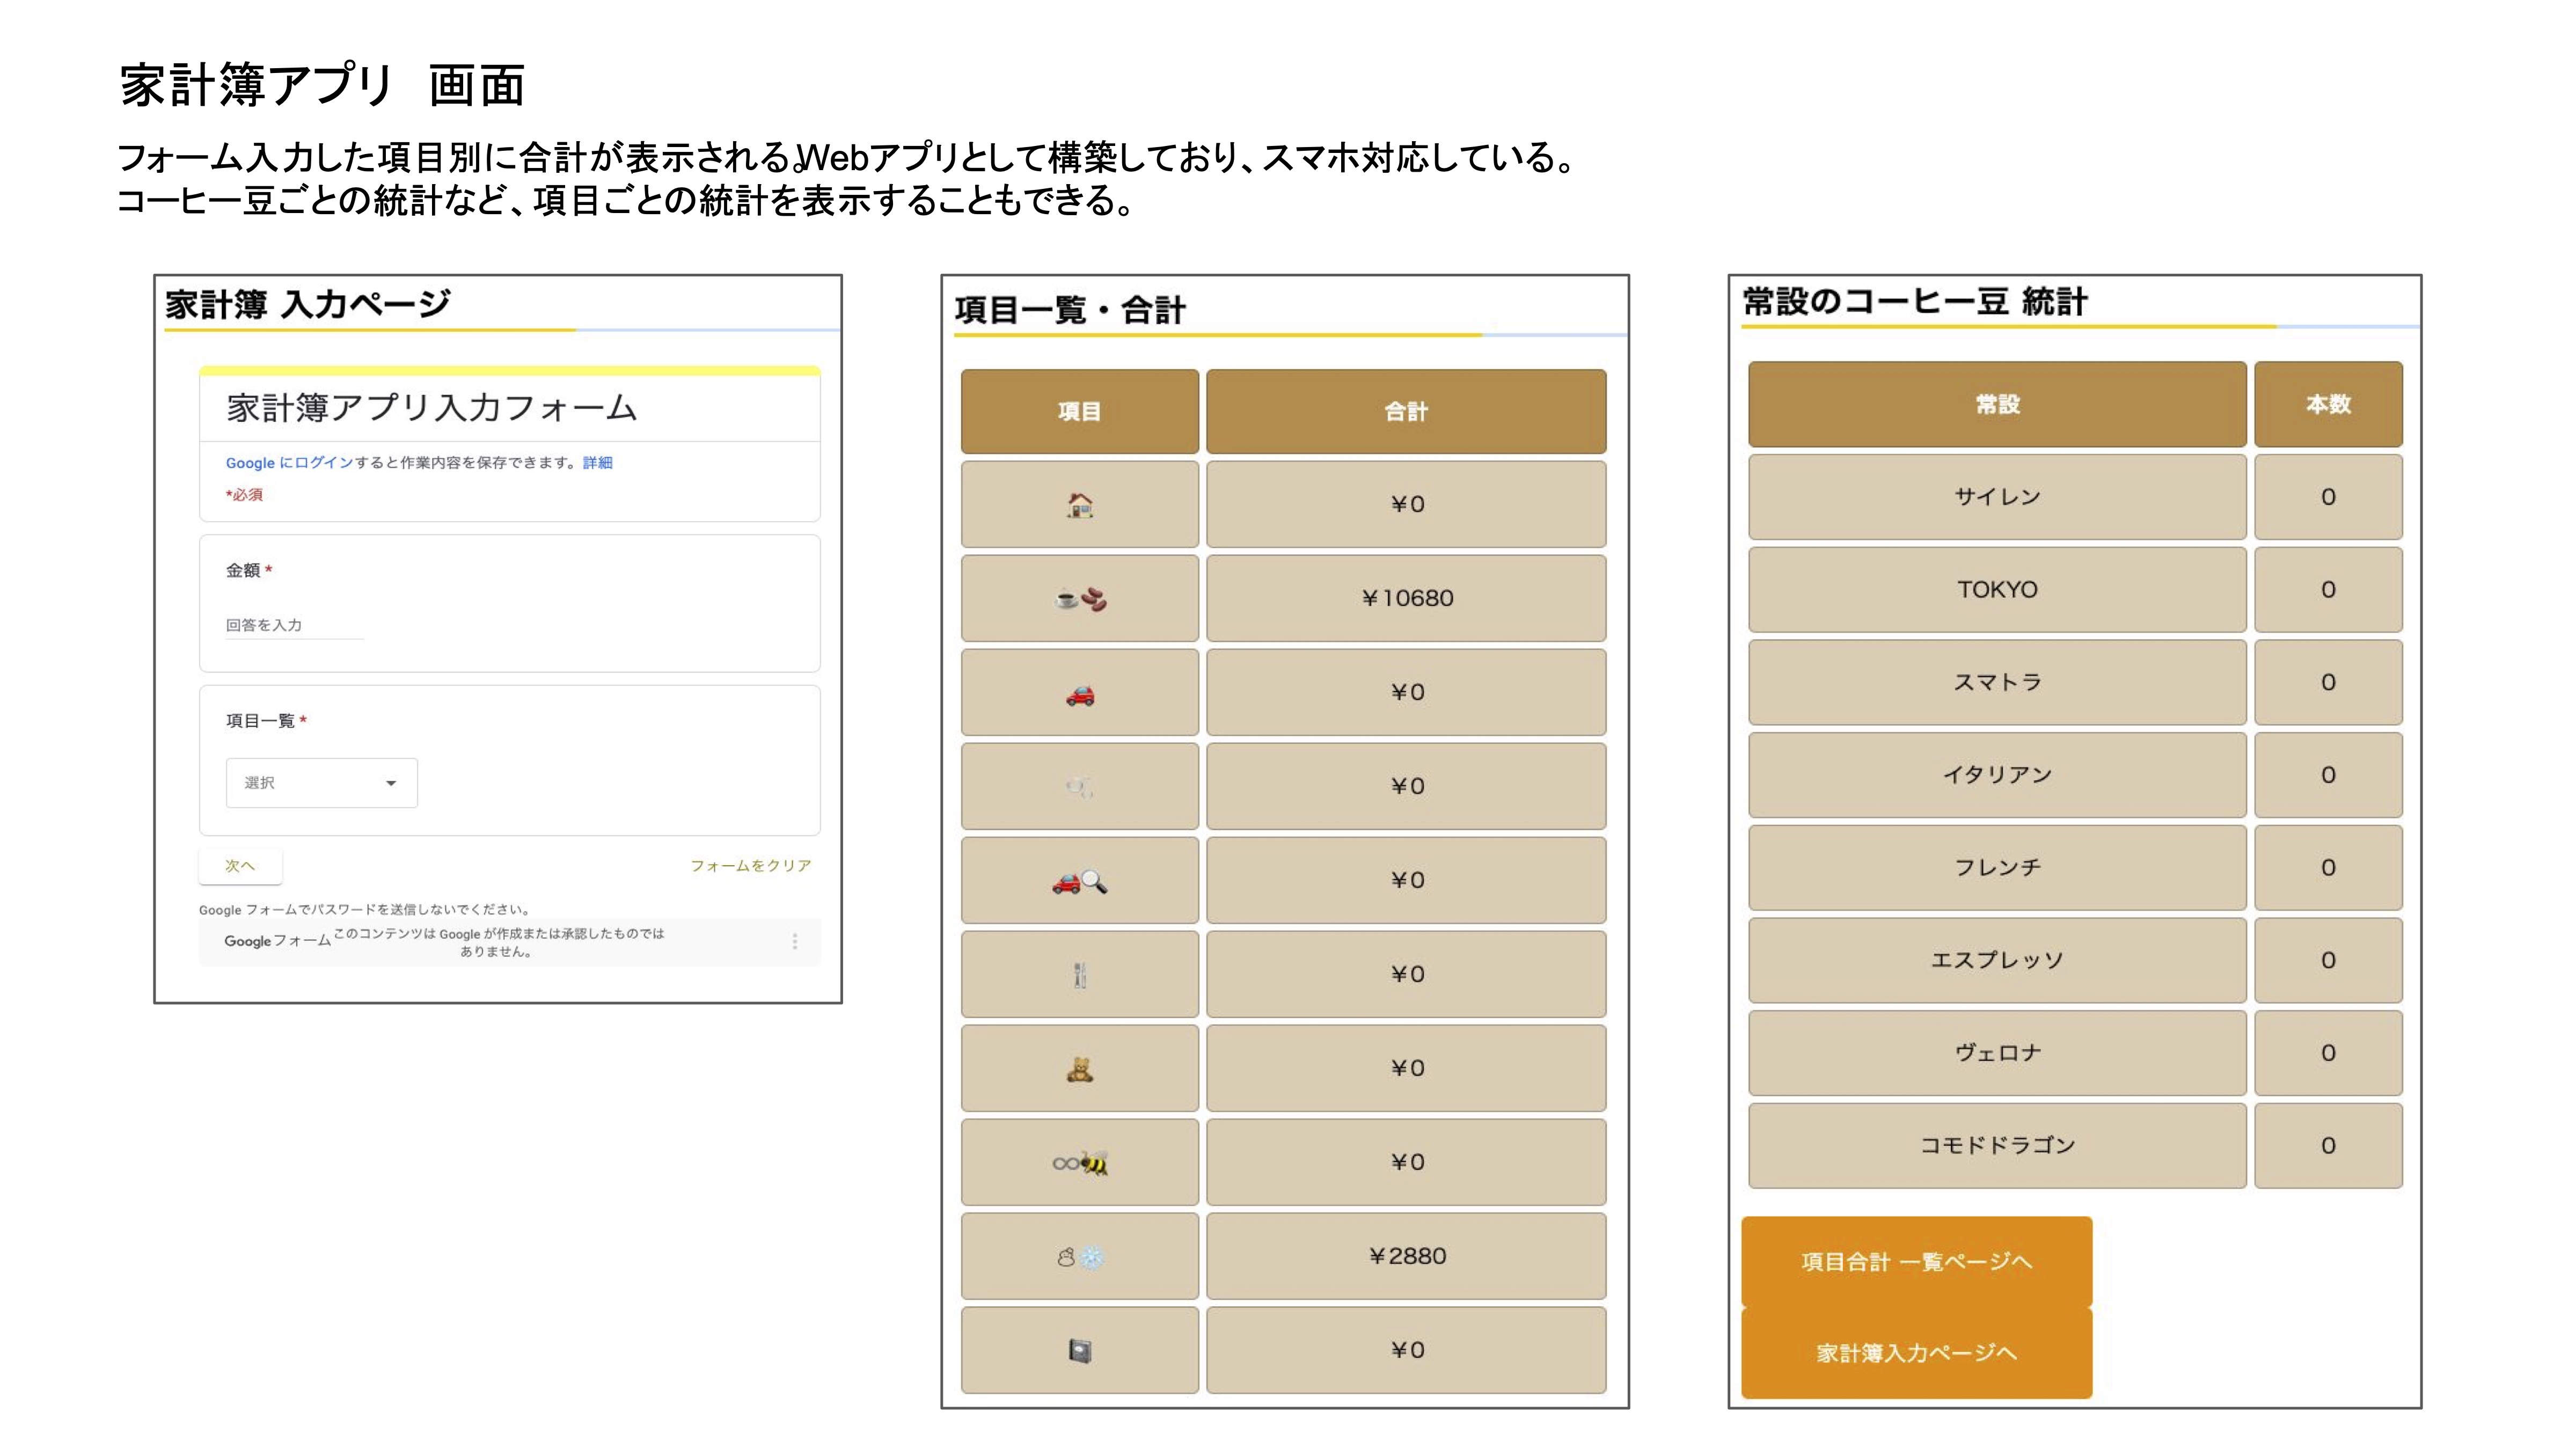 家計簿アプリ　画面
フォーム入力した項目別に合計が表示される。Webアプリとして構築しており、スマホ対応している。
コーヒー豆ごとの統計など、項目ごとの統計を表示することもできる。
家計簿 入力ページ
家計簿アプリ入力フォーム
Google にログインすると作業内容を保存できます。詳細
*必須
金額 *
回答を入力
項目一覧 *
選択
次へ
フォームをクリア
Google フォームでパスワードを送信しないでください。
Google フォーム
このコンテンツは Google が作成または承認したものでは
ありません。
項目一覧・合計
項目 合計
¥0
¥10680
¥0
¥0
¥0
¥0
¥0
¥0
¥2880
¥0
常設のコーヒー豆 統計
常設 本数
サイレン 0
TOKYO 0
スマトラ 0
イタリアン 0
フレンチ 0
エスプレッソ 0
ヴェロナ 0
コモドドラゴン 0
項目合計 一覧ページへ
家計簿入力ページへ